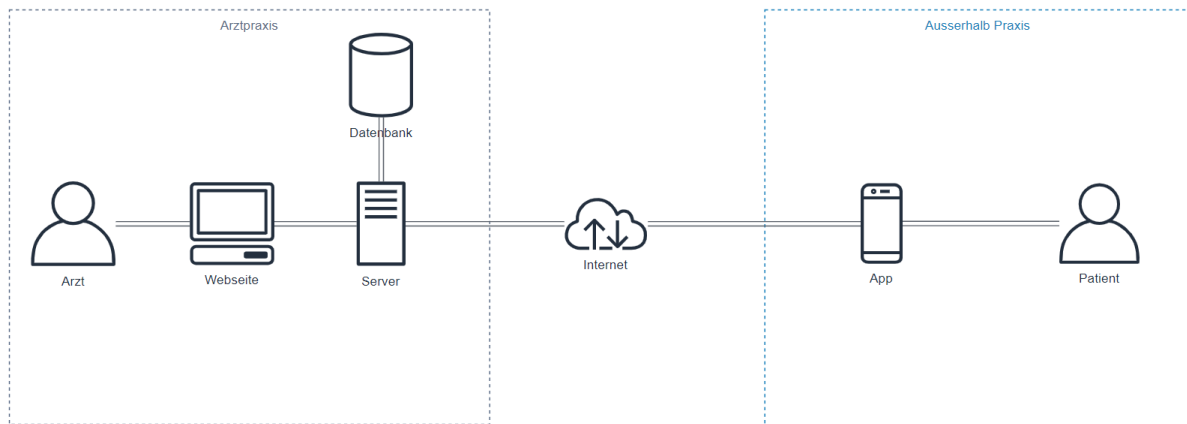 Arztpraxis
Ausserhalb Praxis
Datenbank
Arzt
Webseite
Server
Internet
App
Patient